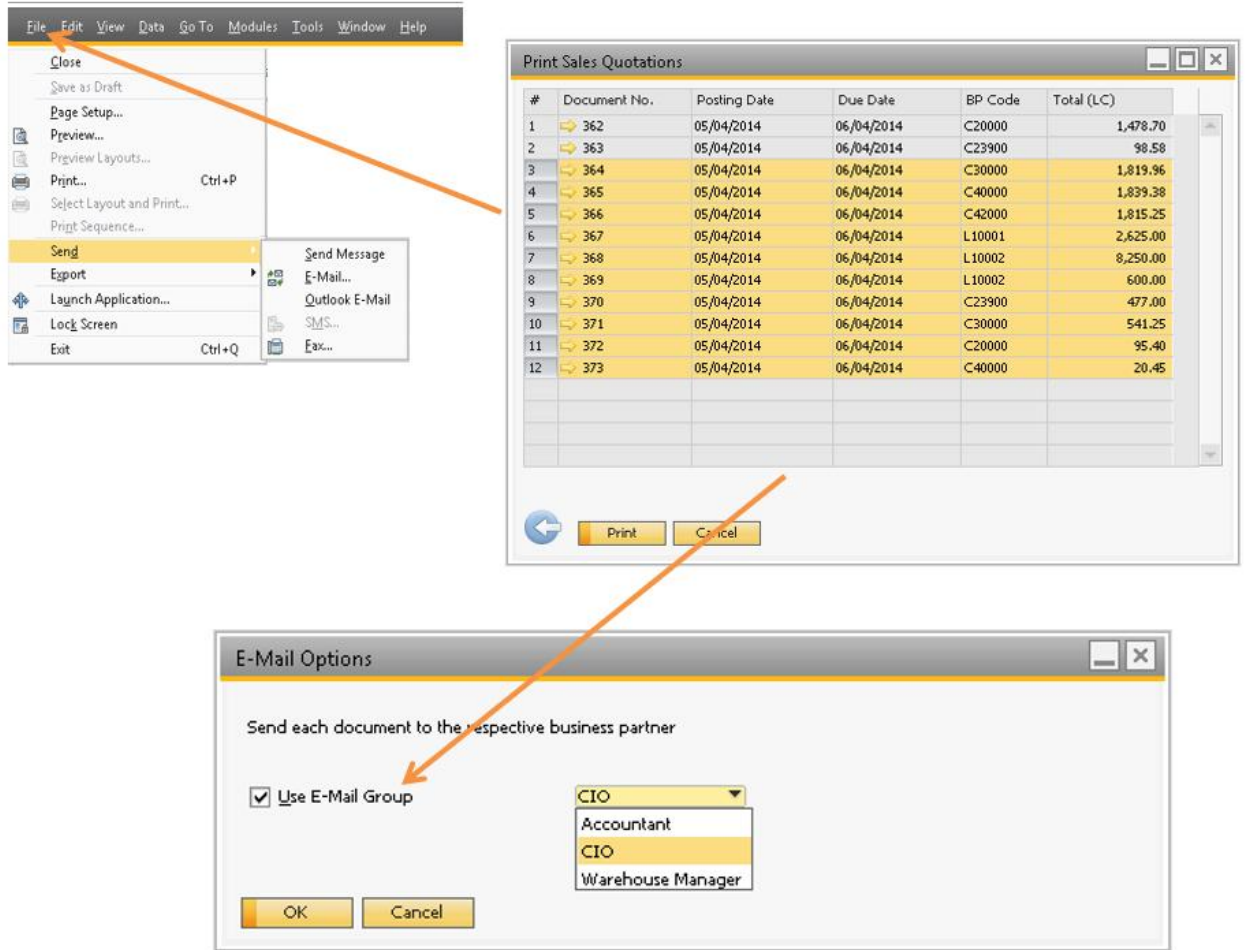 File Edit View Data Go To Modules Tools Window Help
Close
Save as Draft
Page Setup...
Preview...
Preview Layouts...
Print... Ctrl+P
Select Layout and Print...
Print Sequence...
Send
Export
Launch Application...
Lock Screen
Exit Ctrl+Q
Send Message
E-Mail...
Outlook E-Mail
SMS...
Fax...
Print Sales Quotations
# Document No. Posting Date Due Date BP Code Total (LC)
1 362 05/04/2014 06/04/2014 C20000 1,478.70
2 363 05/04/2014 06/04/2014 C23900 98.58
3 364 05/04/2014 06/04/2014 C30000 1,819.96
4 365 05/04/2014 06/04/2014 C40000 1,839.38
5 366 05/04/2014 06/04/2014 C42000 1,815.25
6 367 05/04/2014 06/04/2014 L10001 2,625.00
7 368 05/04/2014 06/04/2014 L10002 8,250.00
8 369 05/04/2014 06/04/2014 L10002 600.00
9 370 05/04/2014 06/04/2014 C23900 477.00
10 371 05/04/2014 06/04/2014 C30000 541.25
11 372 05/04/2014 06/04/2014 C20000 95.40
12 373 05/04/2014 06/04/2014 C40000 20.45
Print Cancel
E-Mail Options
Send each document to the respective business partner
Use E-Mail Group CIO
Accountant
CIO
Warehouse Manager
OK Cancel